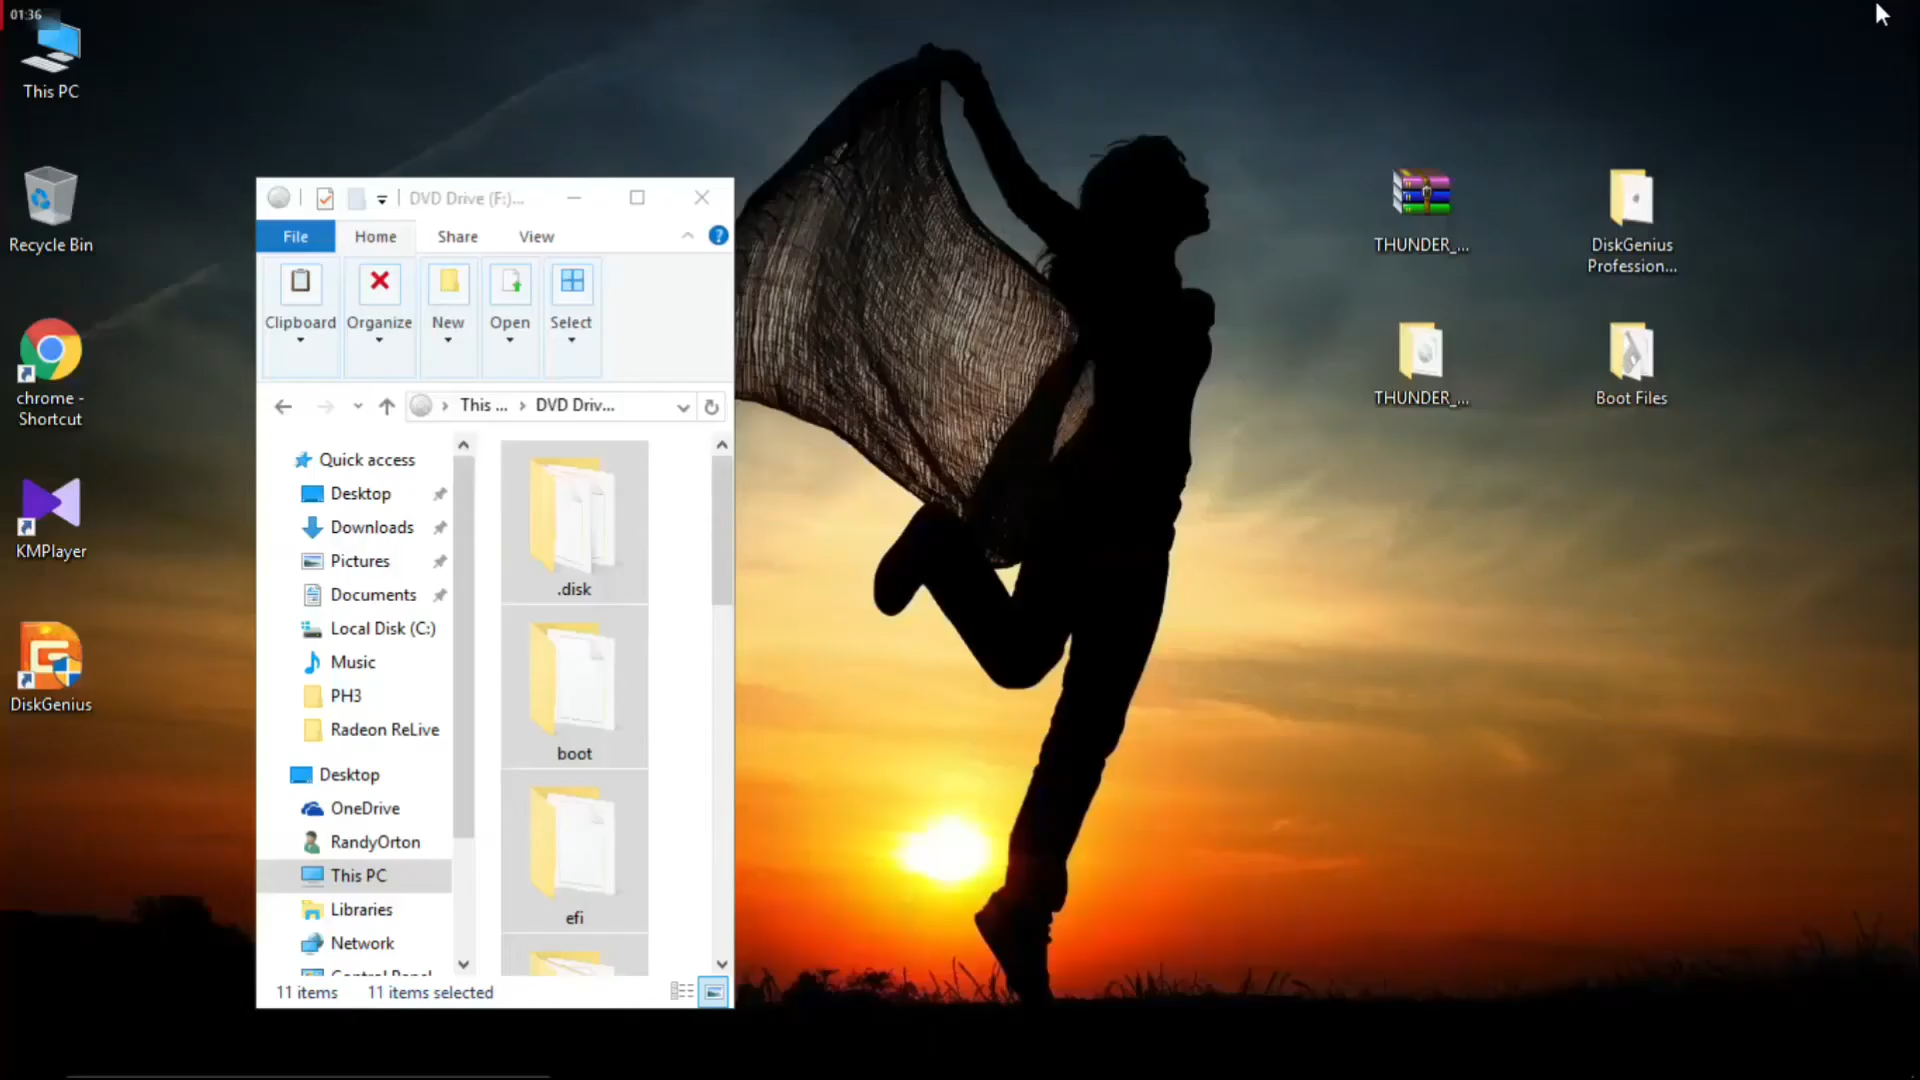 01:36
This PC
Recycle Bin
chrome -
Shortcut
KMPlayer
DiskGenius
THUNDER_...
DiskGenius
Profession...
THUNDER_...
Boot Files
DVD Drive (F:)...
File
Home
Share
View
Clipboard
Organize
New
Open
Select
This ...
DVD Driv...
Quick access
Desktop
Downloads
Pictures
Documents
Local Disk (C:)
Music
PH3
Radeon ReLive
Desktop
OneDrive
RandyOrton
This PC
Libraries
Network
Control Panel
.disk
boot
efi
11 items
11 items selected